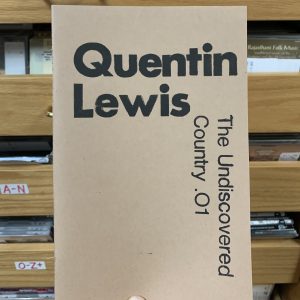 Quentin
Lewis
The Undiscovered
Country .01
Rajasthani Folk Music
A-N
O-Z+